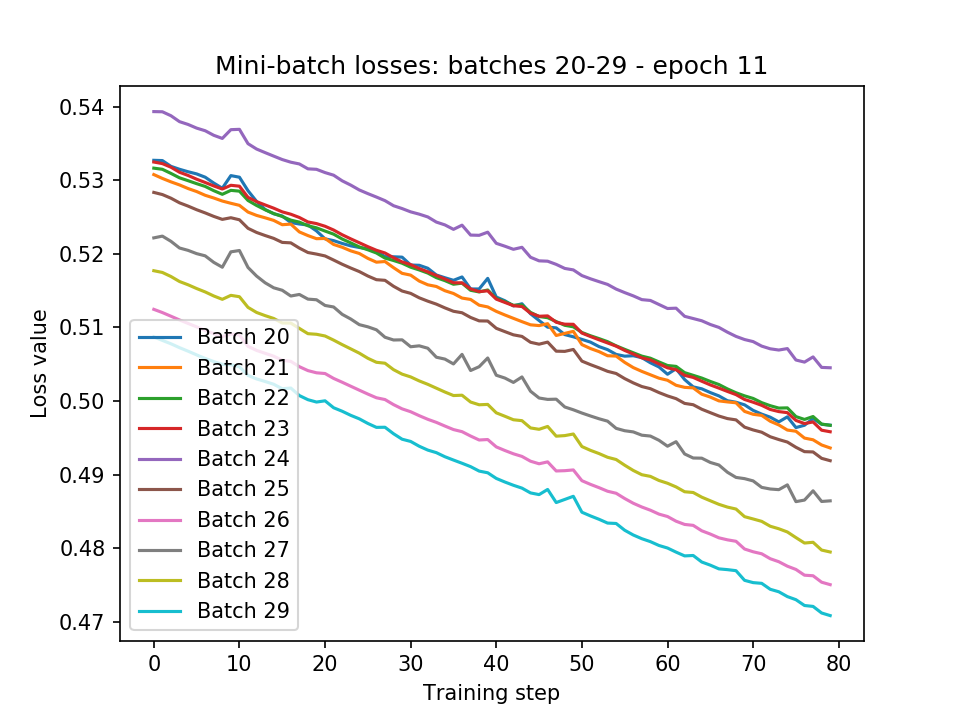 Mini-batch losses: batches 20-29 - epoch 11
Loss value
0.54
0.53
0.52
0.51
0.50
0.49
0.48
0.47
Batch 20
Batch 21
Batch 22
Batch 23
Batch 24
Batch 25
Batch 26
Batch 27
Batch 28
Batch 29
0 10 20 30 40 50 60 70 80
Training step